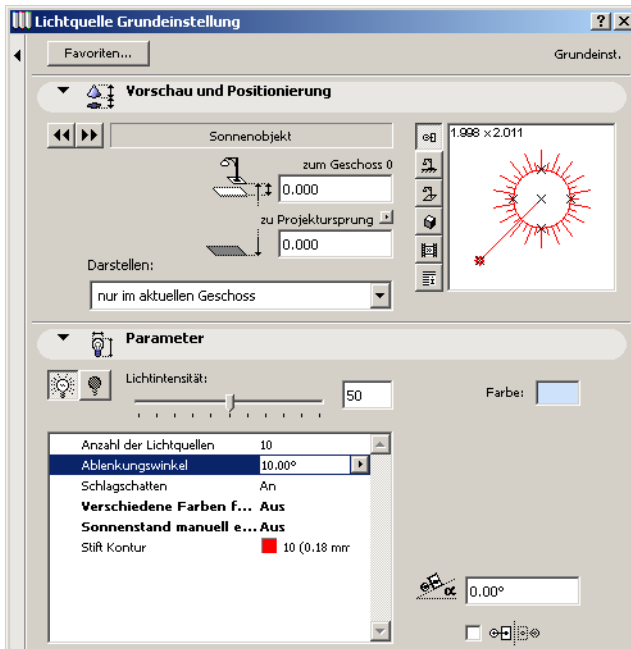 Lichtquelle Grundeinstellung
Favoriten...
Grundeinst.
Vorschau und Positionierung
Sonnenobjekt
1.998 × 2.011
zum Geschoss 0
0.000
zu Projektursprung
0.000
Darstellen:
nur im aktuellen Geschoss
Parameter
Lichtintensität:
50
Farbe:
Anzahl der Lichtquellen 10
Ablenkungswinkel 10.00°
Schlagschatten An
Verschiedene Farben f... Aus
Sonnenstand manuell e... Aus
Stift Kontur 10 (0.18 mm
α 0.00°